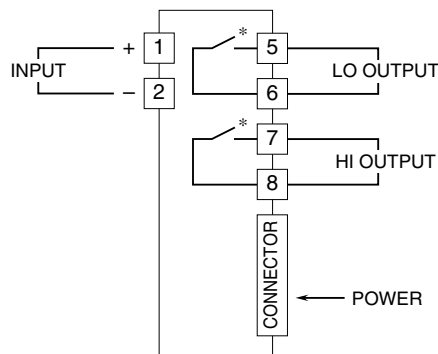 + 1
INPUT
– 2
* 5
LO OUTPUT
6
* 7
HI OUTPUT
8
CONNECTOR
POWER